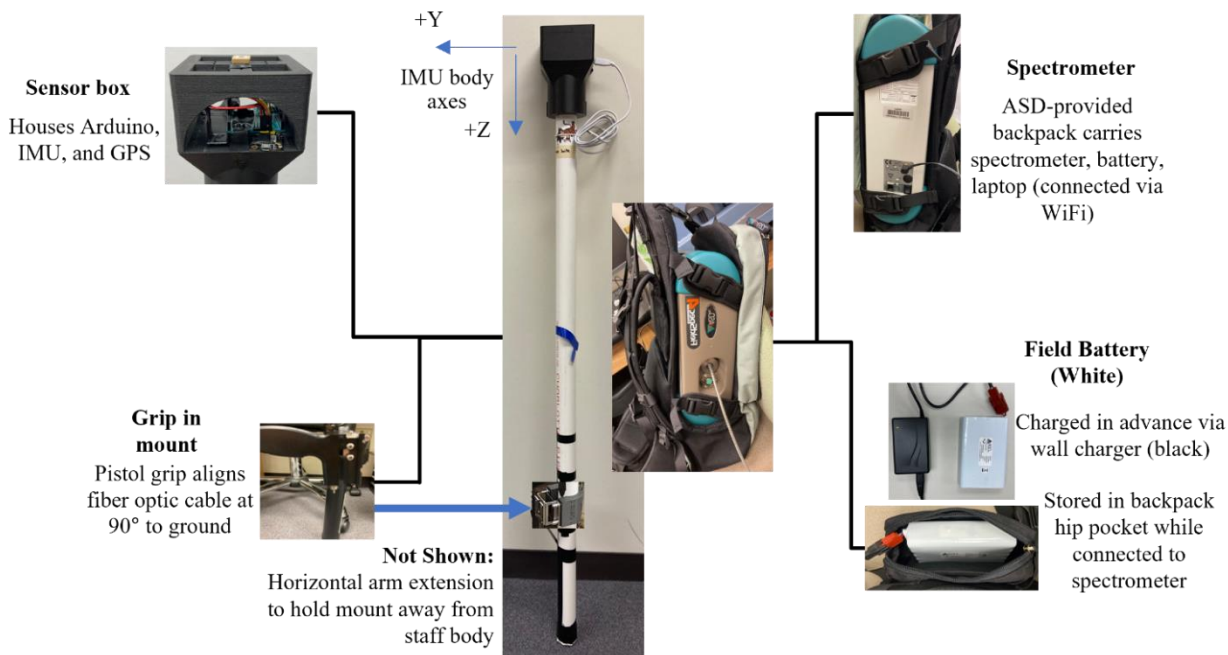 +Y
IMU body
axes
+Z
Sensor box
Houses Arduino,
IMU, and GPS
Grip in
mount
Pistol grip aligns
fiber optic cable at
90° to ground
Not Shown:
Horizontal arm extension
to hold mount away from
staff body
Spectrometer
ASD-provided
backpack carries
spectrometer, battery,
laptop (connected via
WiFi)
Field Battery
(White)
Charged in advance via
wall charger (black)
Stored in backpack
hip pocket while
connected to
spectrometer